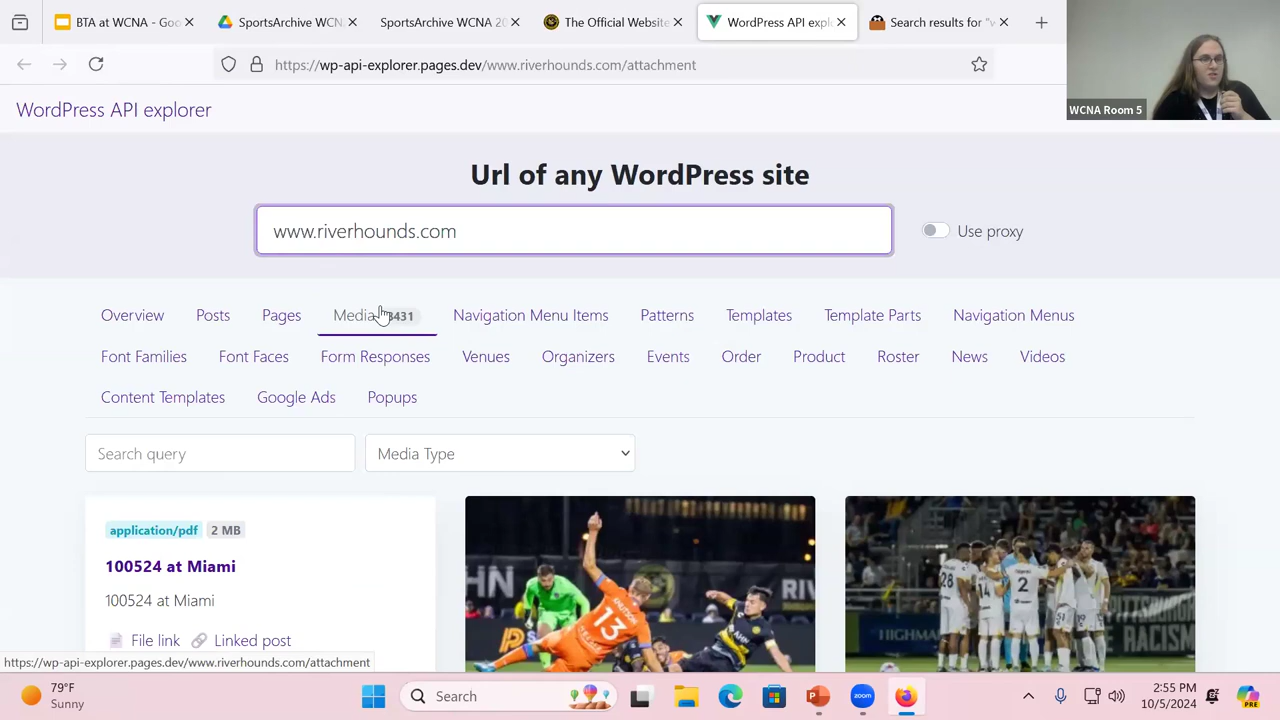 BTA at WCNA - Goo
SportsArchive WCN
SportsArchive WCNA 20
The Official Website
WordPress API expl
Search results for "v
https://wp-api-explorer.pages.dev/www.riverhounds.com/attachment
WCNA Room 5
WordPress API explorer
Url of any WordPress site
www.riverhounds.com
Use proxy
Overview Posts Pages Media 431 Navigation Menu Items Patterns Templates Template Parts Navigation Menus
Font Families Font Faces Form Responses Venues Organizers Events Order Product Roster News Videos
Content Templates Google Ads Popups
Search query
Media Type
application/pdf 2 MB
100524 at Miami
100524 at Miami
File link Linked post
https://wp-api-explorer.pages.dev/www.riverhounds.com/attachment
79°F
Sunny
Search
2:55 PM
10/5/2024